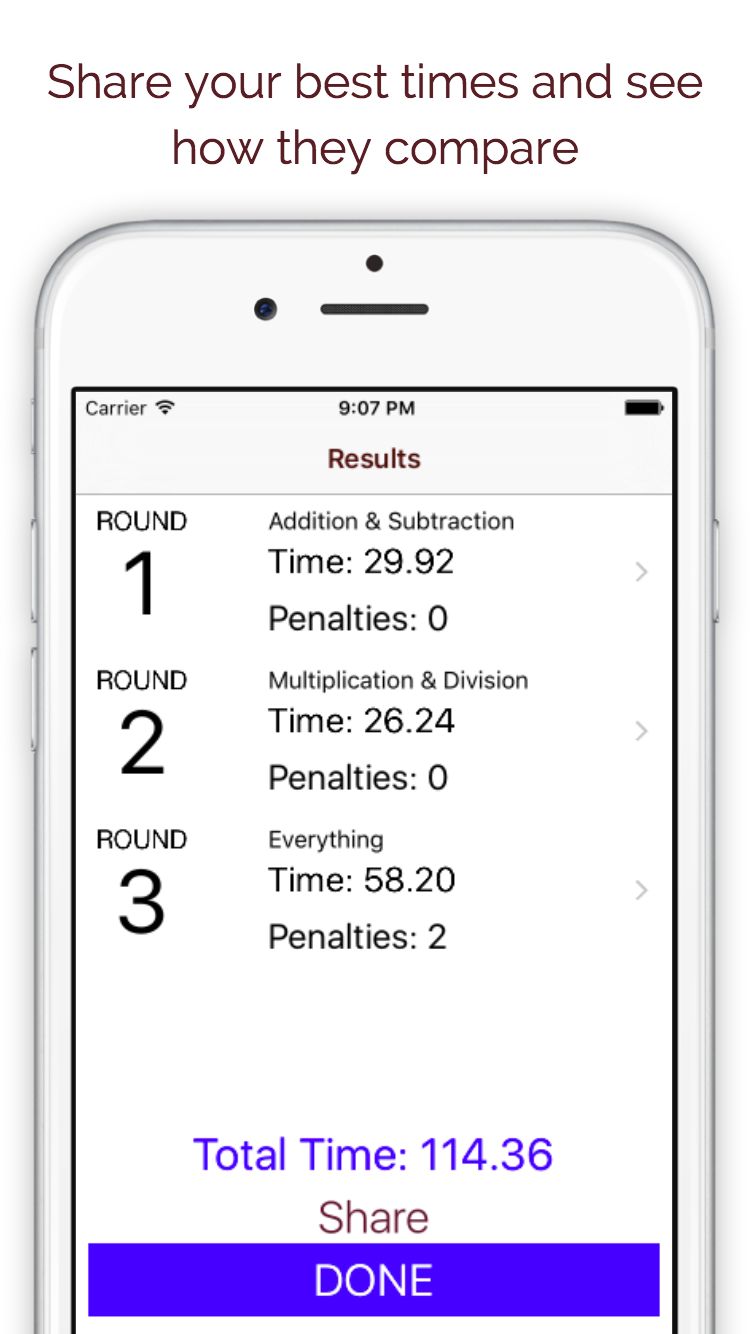 Share your best times and see
how they compare
Carrier 9:07 PM
Results
ROUND
1
Addition & Subtraction
Time: 29.92
Penalties: 0
ROUND
2
Multiplication & Division
Time: 26.24
Penalties: 0
ROUND
3
Everything
Time: 58.20
Penalties: 2
Total Time: 114.36
Share
DONE